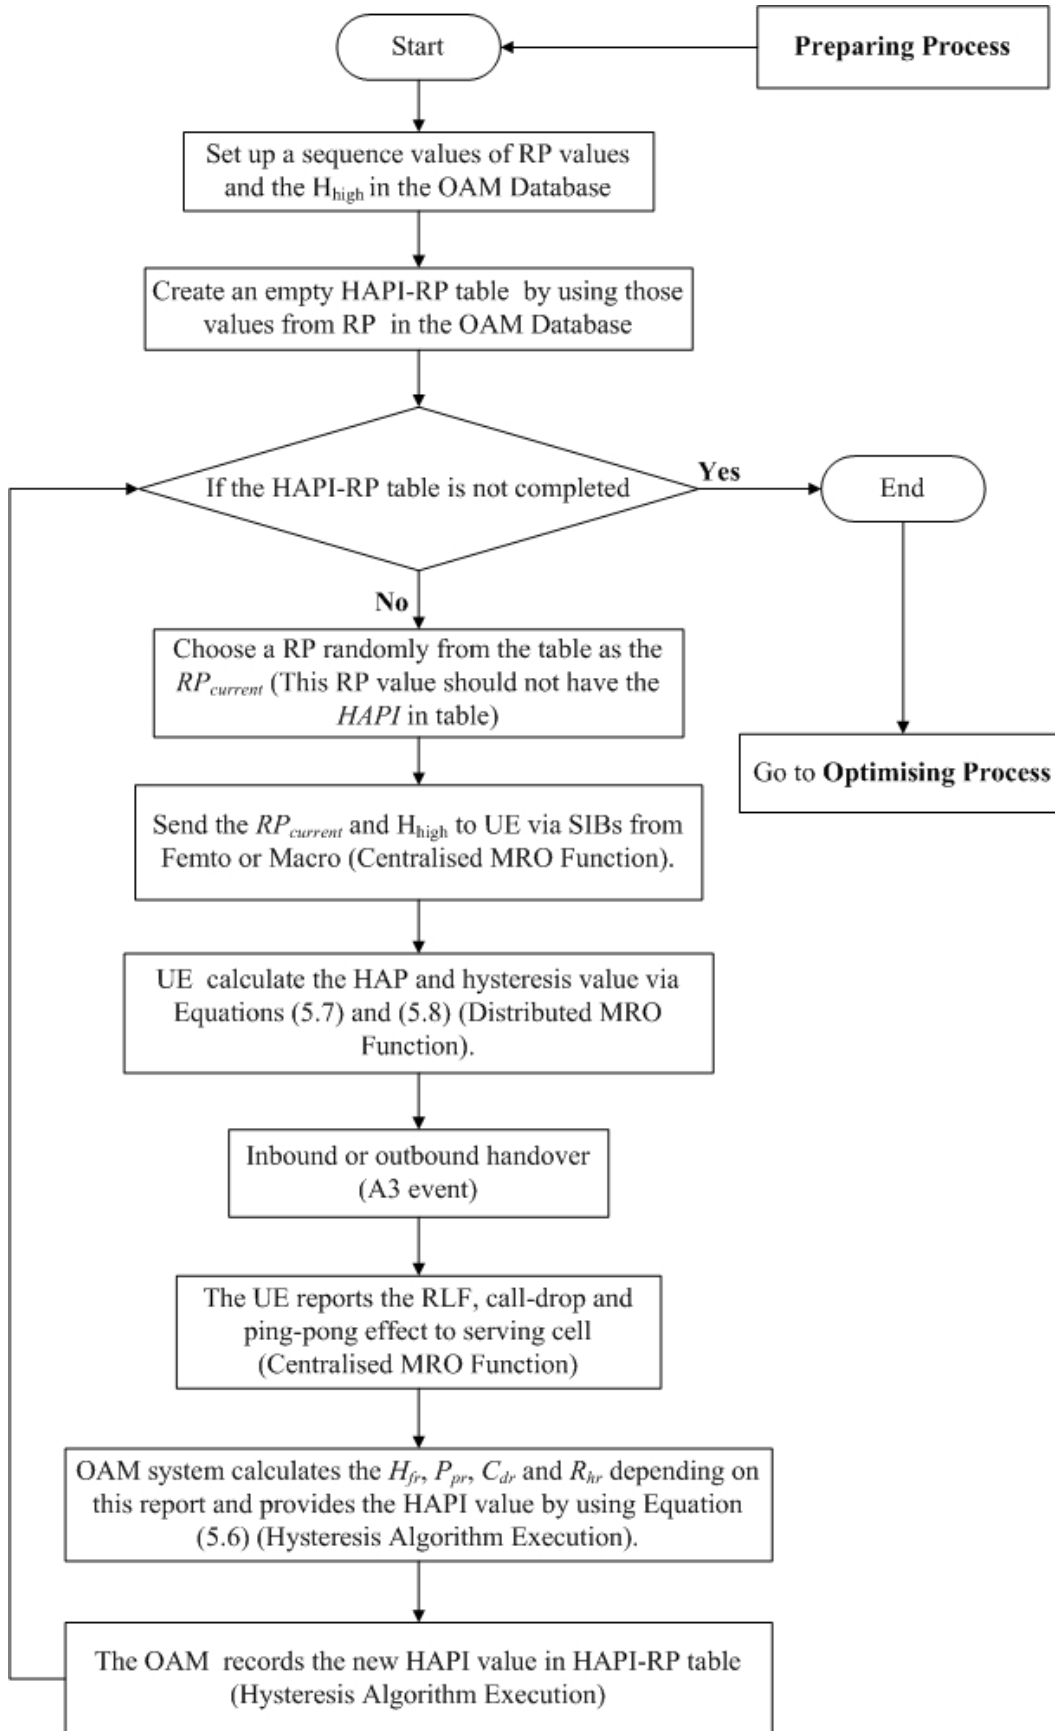 Start
Preparing Process
Set up a sequence values of RP values
and the H_high in the OAM Database
Create an empty HAPI-RP table by using those
values from RP in the OAM Database
If the HAPI-RP table is not completed
Yes
End
No
Choose a RP randomly from the table as the
RP_current (This RP value should not have the
HAPI in table)
Go to Optimising Process
Send the RP_current and H_high to UE via SIBs from
Femto or Macro (Centralised MRO Function).
UE calculate the HAP and hysteresis value via
Equations (5.7) and (5.8) (Distributed MRO
Function).
Inbound or outbound handover
(A3 event)
The UE reports the RLF, call-drop and
ping-pong effect to serving cell
(Centralised MRO Function)
OAM system calculates the H_fr, P_pr, C_dr and R_hr depending on
this report and provides the HAPI value by using Equation
(5.6) (Hysteresis Algorithm Execution).
The OAM records the new HAPI value in HAPI-RP table
(Hysteresis Algorithm Execution)